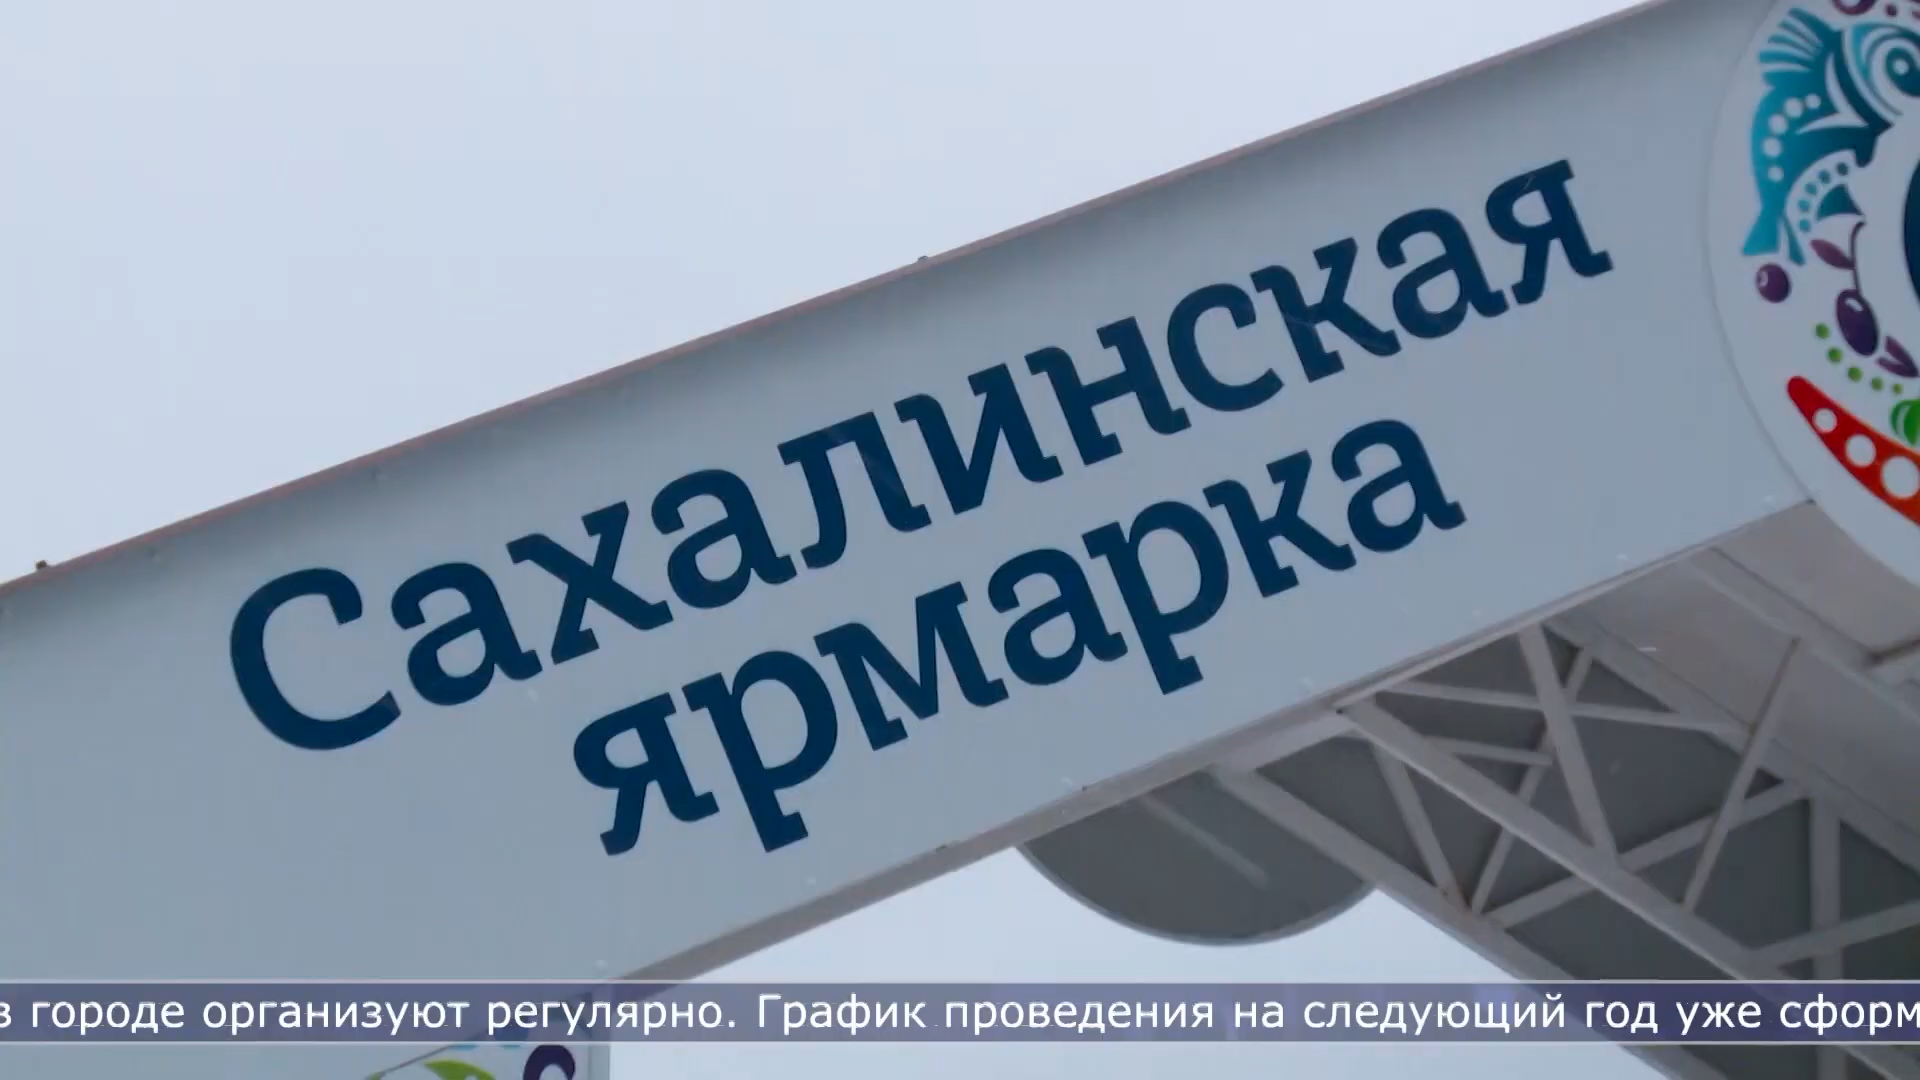 Сахалинская
ярмарка
в городе организуют регулярно. График проведения на следующий год уже сформ